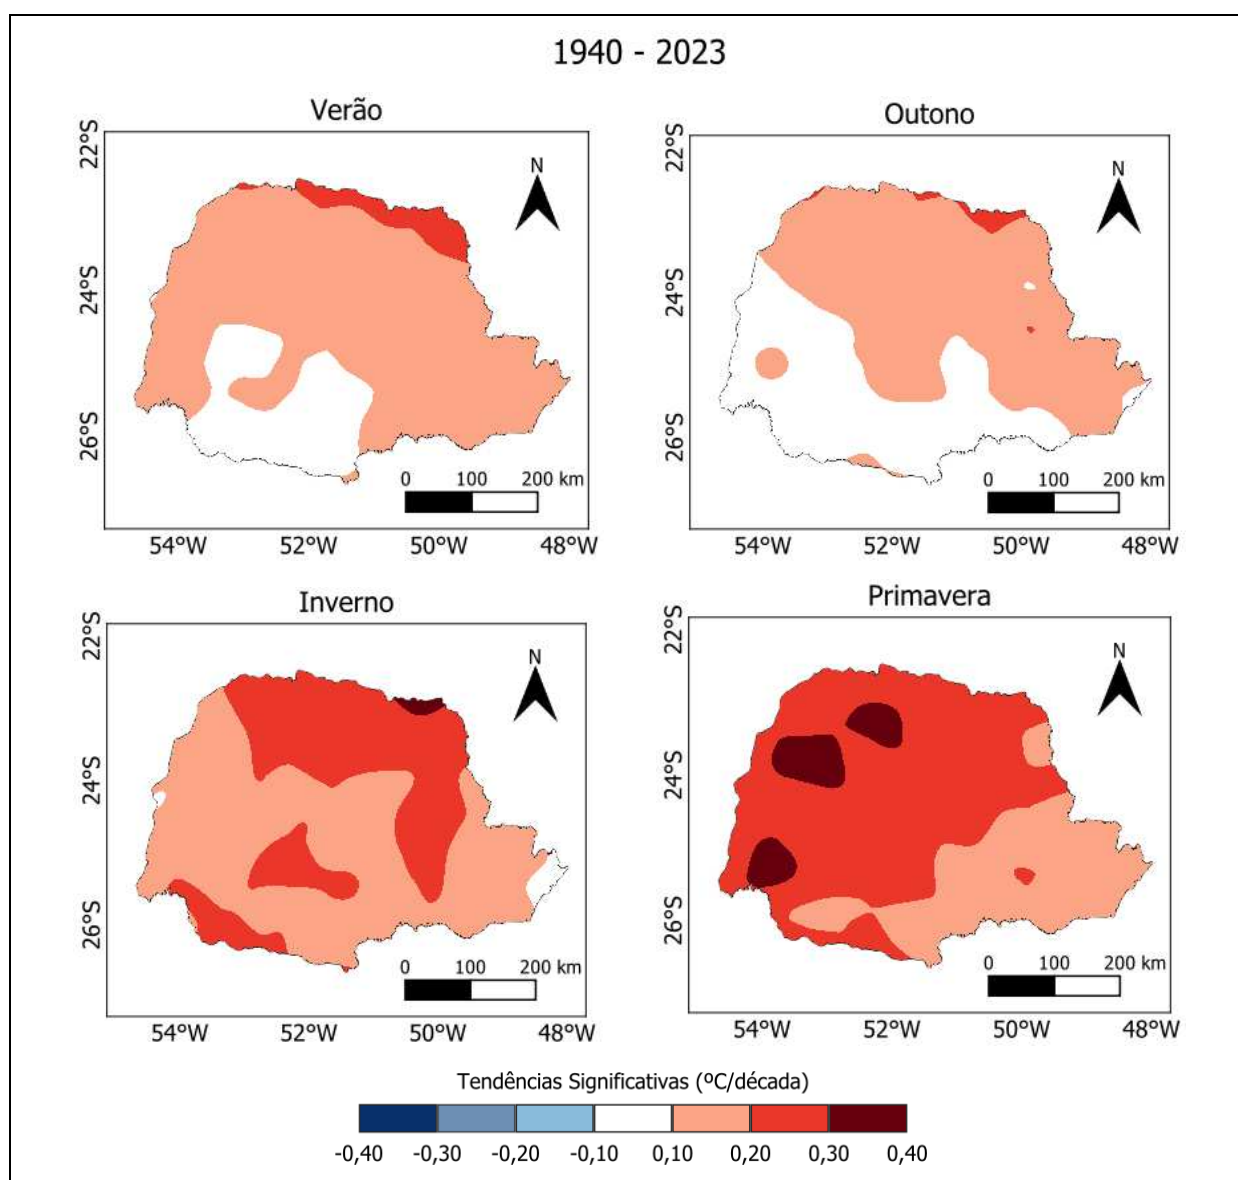 1940 - 2023
Verão
Outono
22°S
24°S
26°S
N
0 100 200 km
54°W 52°W 50°W 48°W
22°S
24°S
26°S
N
0 100 200 km
54°W 52°W 50°W 48°W
Inverno
Primavera
22°S
24°S
26°S
N
0 100 200 km
54°W 52°W 50°W 48°W
22°S
24°S
26°S
N
0 100 200 km
54°W 52°W 50°W 48°W
Tendências Significativas (ºC/década)
-0,40 -0,30 -0,20 -0,10 0,10 0,20 0,30 0,40